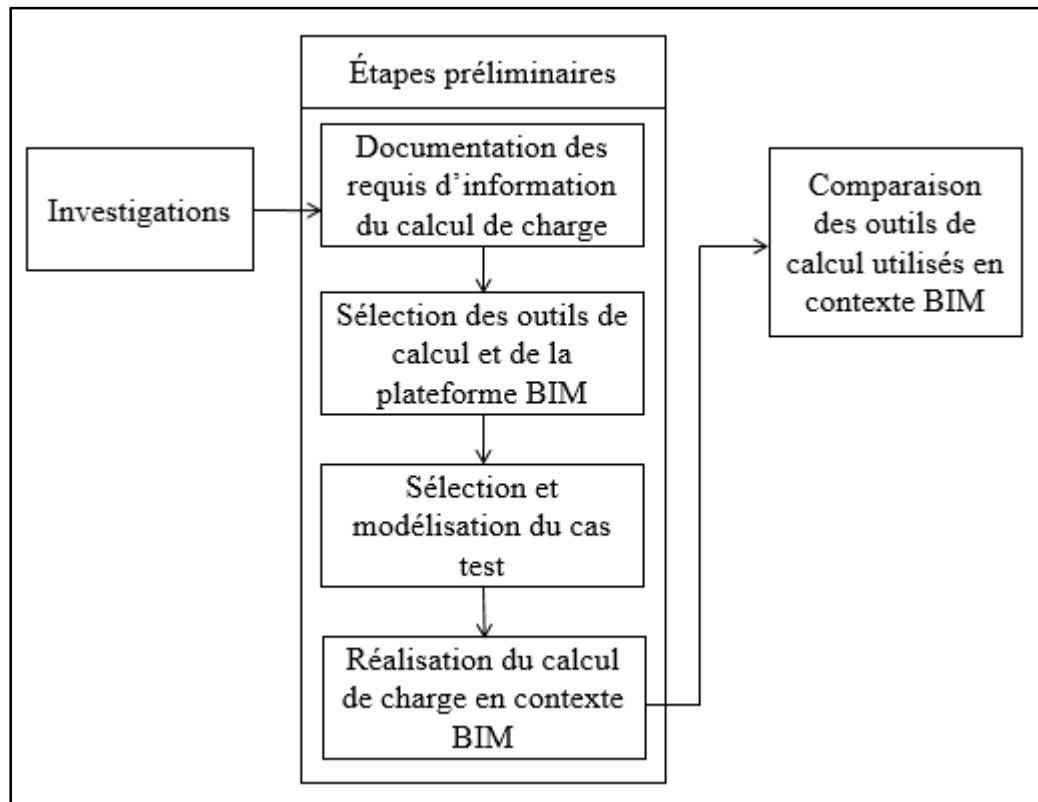 Étapes préliminaires
Investigations
Documentation des
requis d'information
du calcul de charge
Sélection des outils de
calcul et de la
plateforme BIM
Sélection et
modélisation du cas
test
Réalisation du calcul
de charge en contexte
BIM
Comparaison
des outils de
calcul utilisés en
contexte BIM